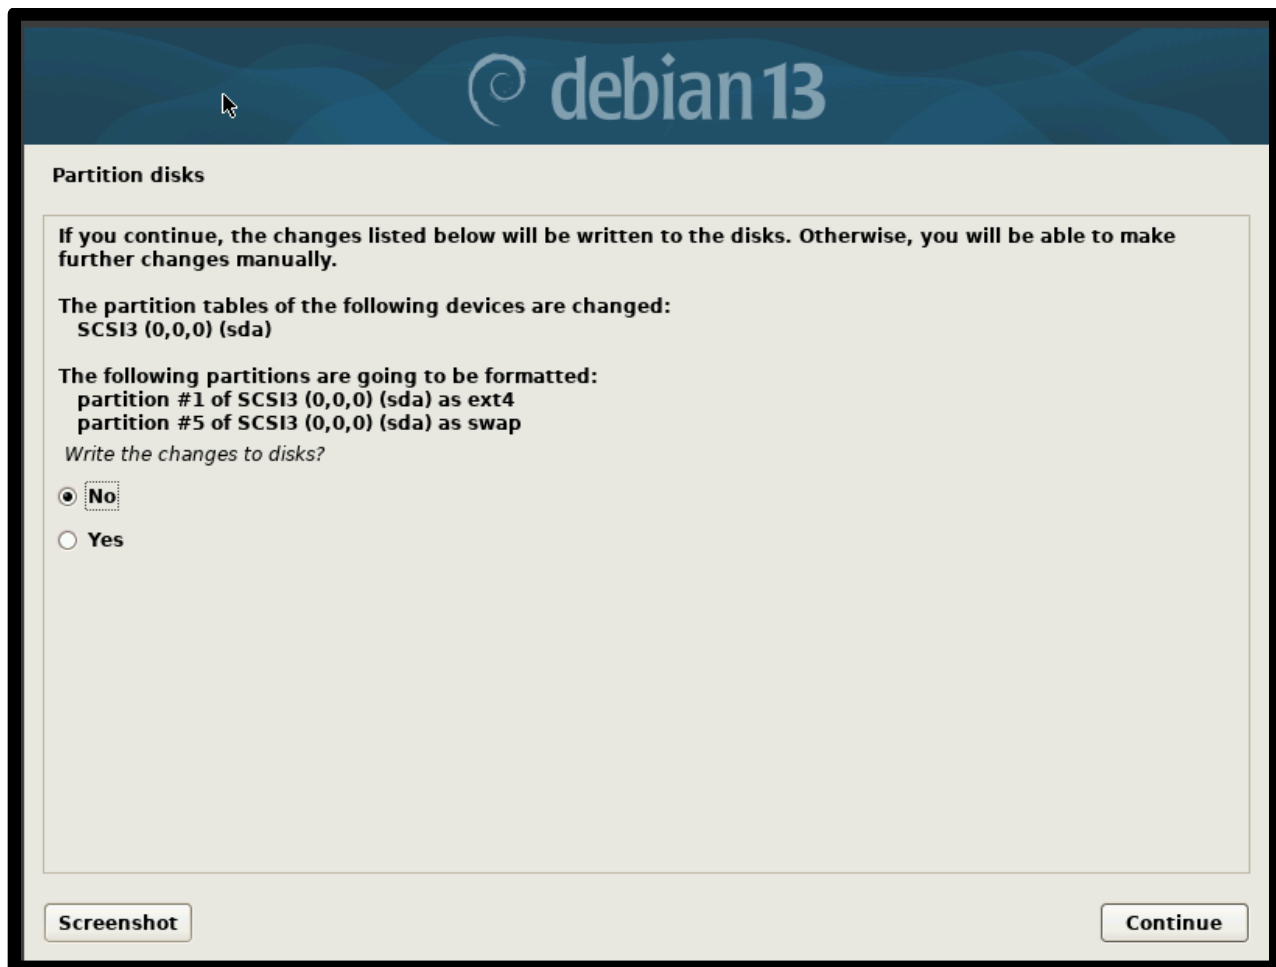 debian 13
Partition disks
If you continue, the changes listed below will be written to the disks. Otherwise, you will be able to make
further changes manually.
The partition tables of the following devices are changed:
SCSI3 (0,0,0) (sda)
The following partitions are going to be formatted:
partition #1 of SCSI3 (0,0,0) (sda) as ext4
partition #5 of SCSI3 (0,0,0) (sda) as swap
Write the changes to disks?
No
Yes
Screenshot
Continue